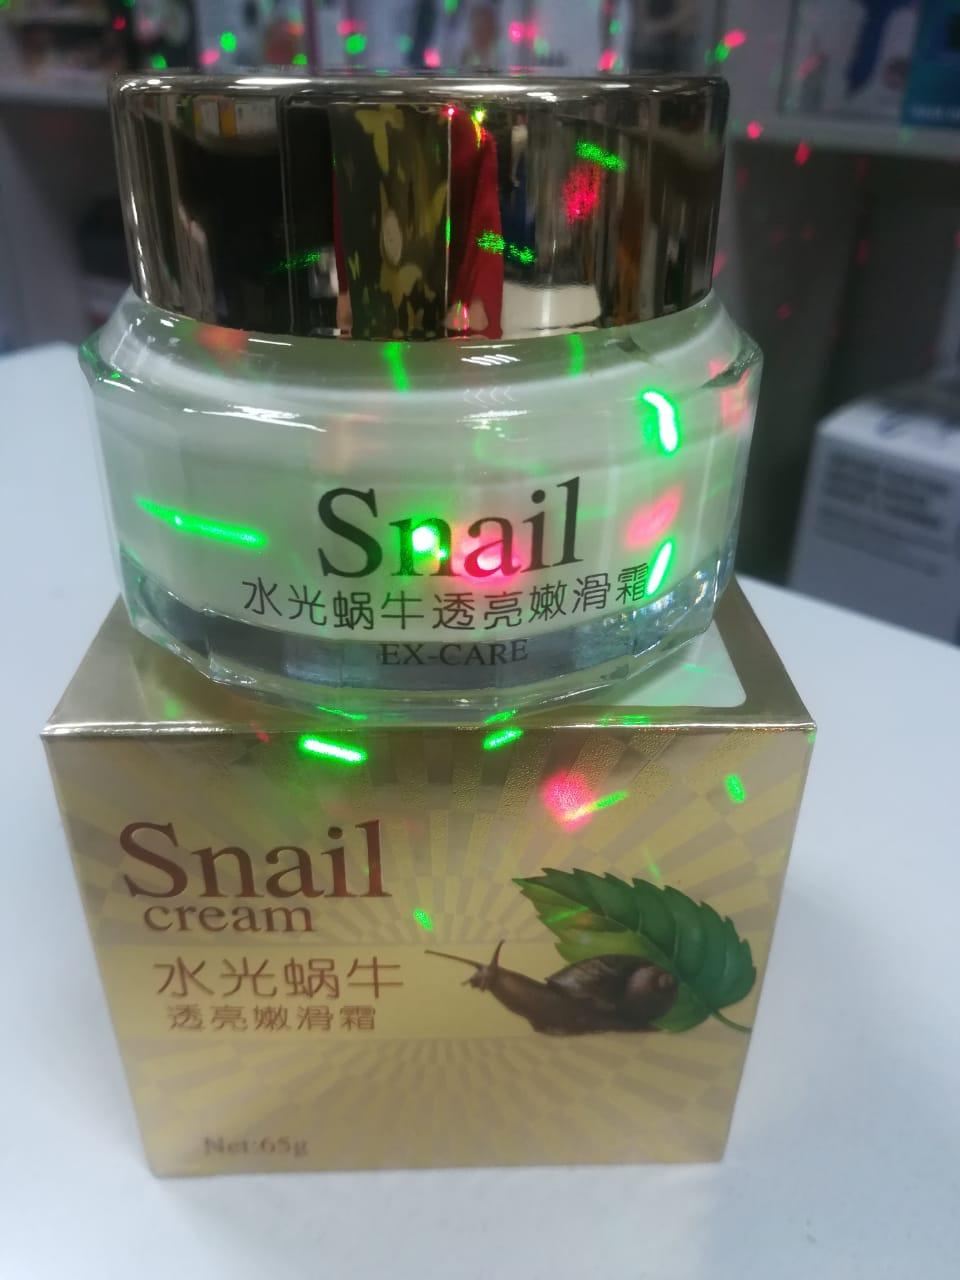 Snail
水光蜗牛透亮嫩滑霜
EX-CARE
Snail
cream
水光蜗牛
透亮嫩滑霜
Net:65g